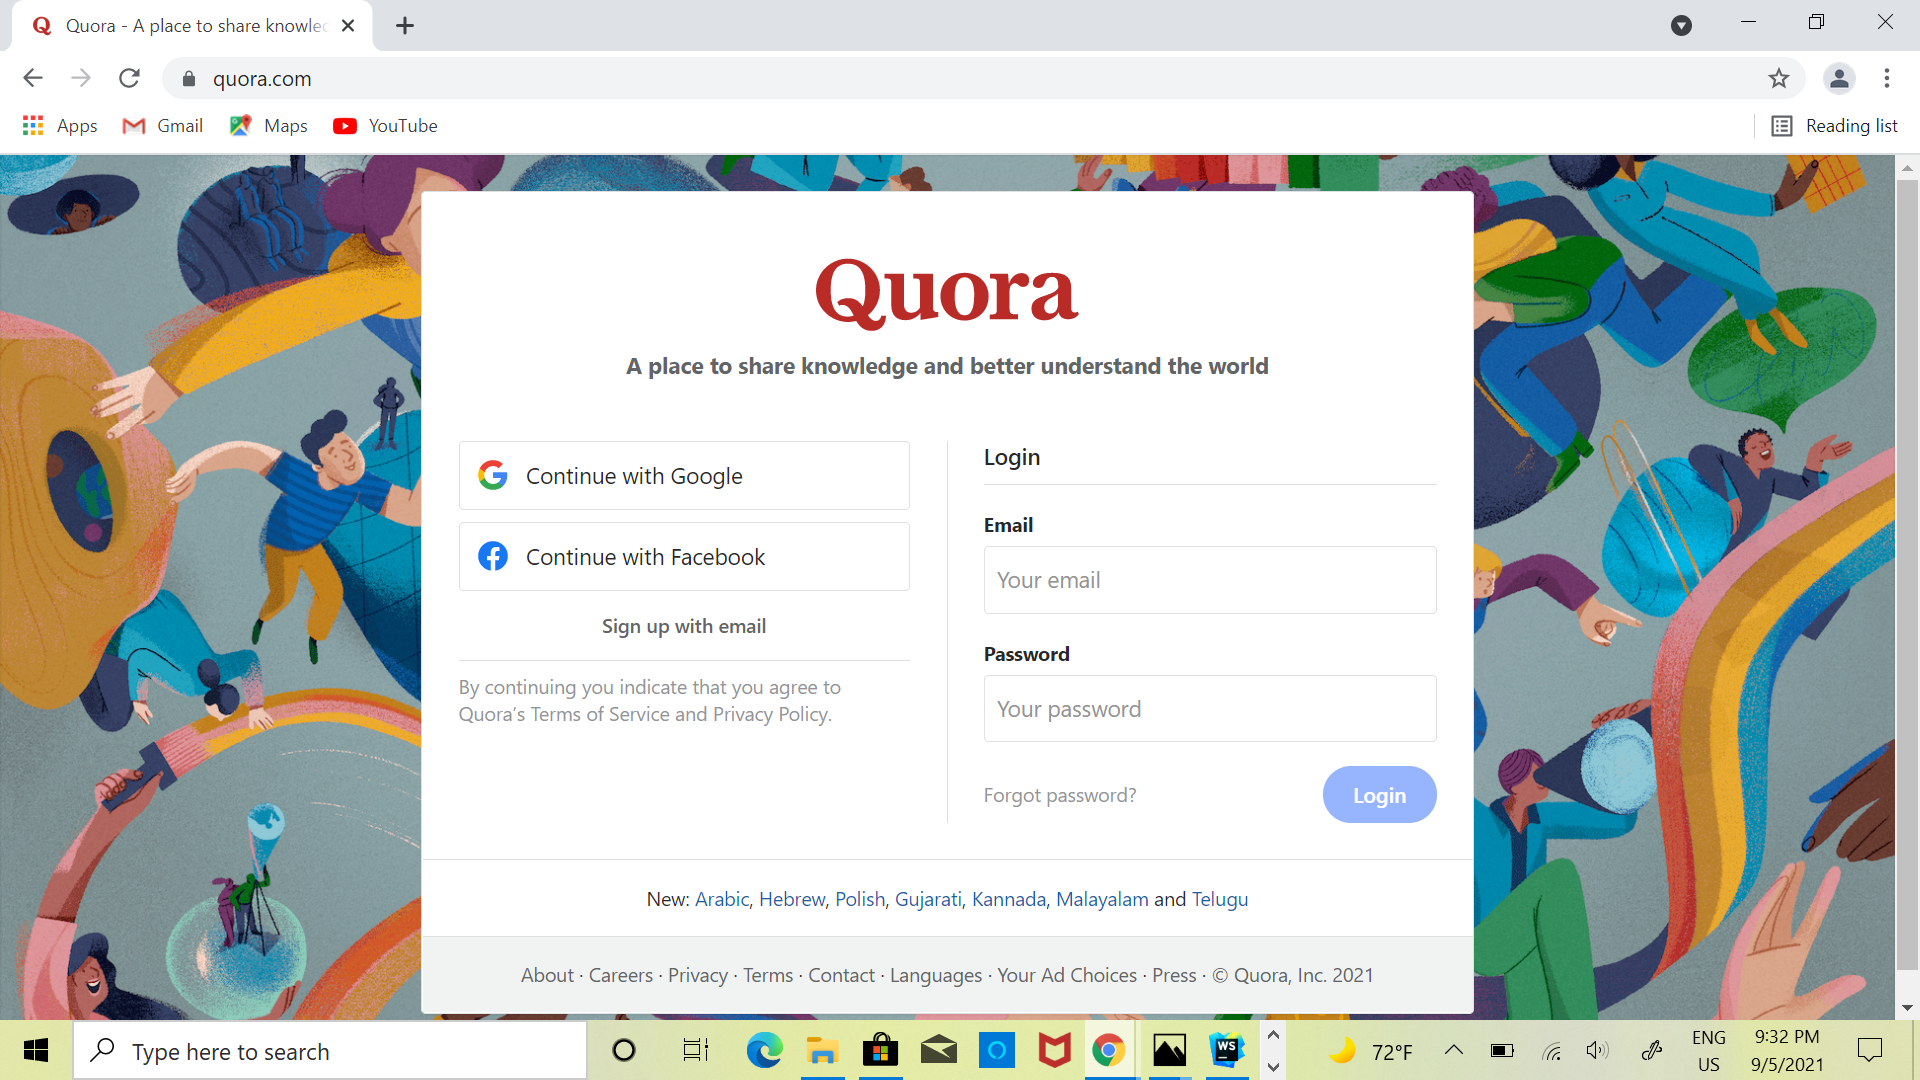 Quora - A place to share knowled
quora.com
Apps
Gmail
Maps
YouTube
Reading list
Quora
A place to share knowledge and better understand the world
Continue with Google
Continue with Facebook
Sign up with email
By continuing you indicate that you agree to
Quora’s Terms of Service and Privacy Policy.
Login
Email
Your email
Password
Your password
Forgot password?
Login
New: Arabic, Hebrew, Polish, Gujarati, Kannada, Malayalam and Telugu
About · Careers · Privacy · Terms · Contact · Languages · Your Ad Choices · Press · © Quora, Inc. 2021
Type here to search
WS
72°F
ENG
US
9:32 PM
9/5/2021